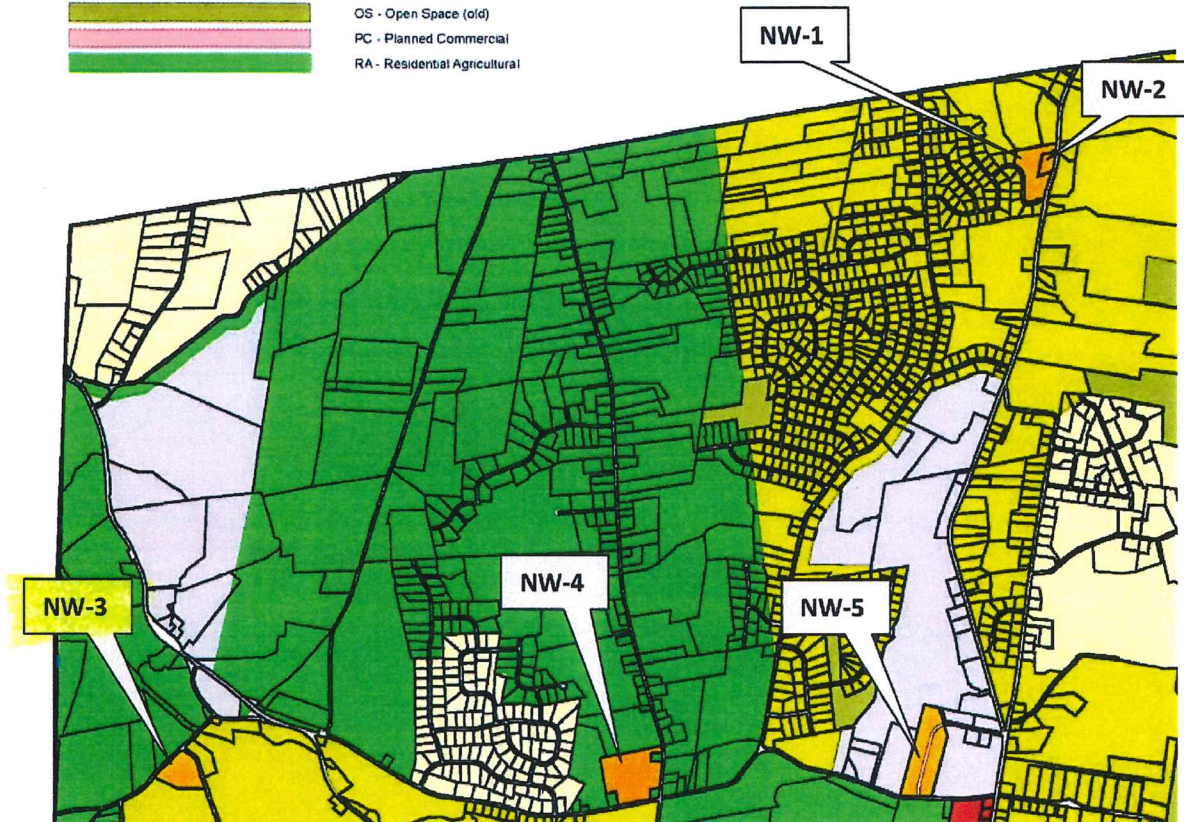 OS - Open Space (old)
PC - Planned Commercial
RA - Residential Agricultural
NW-1
NW-2
NW-3
NW-4
NW-5